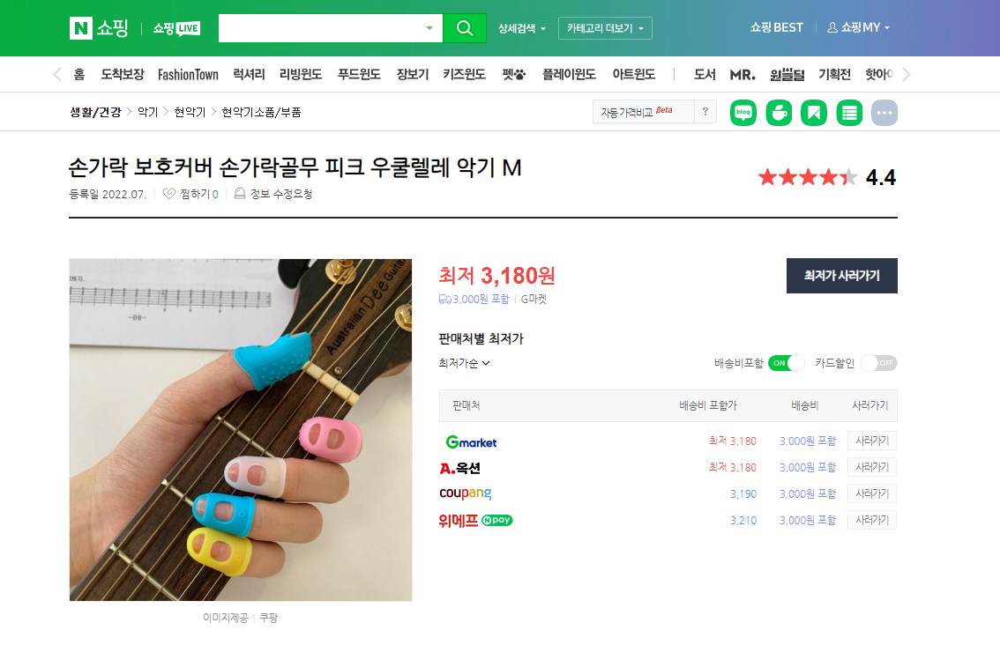 N 쇼핑 쇼핑LIVE 상세검색 카테고리 더보기 쇼핑BEST 쇼핑MY
홈 도착보장 FashionTown 럭셔리 리빙윈도 푸드윈도 장보기 키즈윈도 펫 플레이윈도 아트윈도 도서 MR. 원쁠딜 기획전 핫아이
생활/건강 악기 현악기 현악기소품/부품 자동가격비교 beta ? blog
손가락 보호커버 손가락골무 피크 우쿨렐레 악기 M
4.4
등록일 2022.07. 찜하기 0 정보 수정요청
Australian Dee Guitar
~09~
최저 3,180원 최저가 사러가기
3,000원 포함 G마켓
판매처별 최저가
최저가순 배송비포함 ON 카드할인 OFF
판매처 배송비 포함가 배송비 사러가기
Gmarket 최저 3,180 3,000원 포함 사러가기
A.옥션 최저 3,180 3,000원 포함 사러가기
coupang 3,190 3,000원 포함 사러가기
위메프 N pay 3,210 3,000원 포함 사러가기
이미지제공 쿠팡